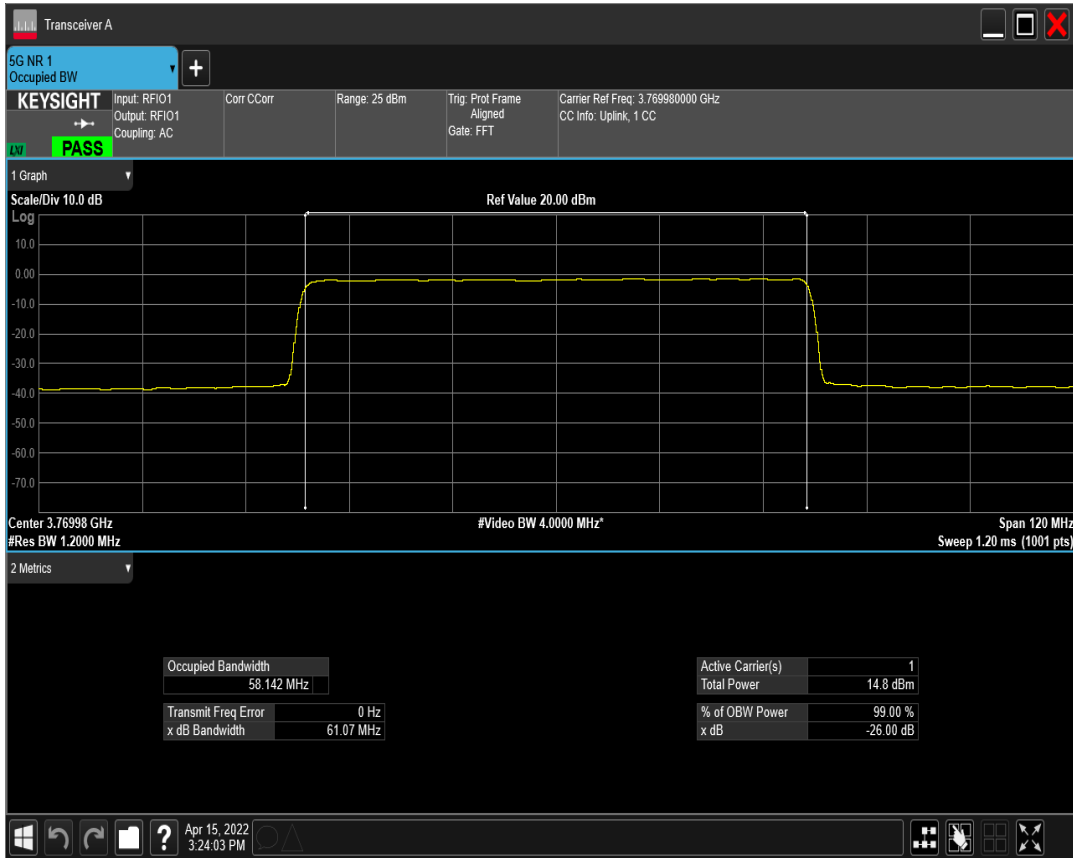 Transceiver A
5G NR 1
Occupied BW
+
KEYSIGHT
LXI
PASS
Input: RFIO1
Output: RFIO1
Coupling: AC
Corr CCorr
Range: 25 dBm
Trig: Prot Frame
Aligned
Gate: FFT
Carrier Ref Freq: 3.769980000 GHz
CC Info: Uplink, 1 CC
1 Graph
Scale/Div 10.0 dB
Ref Value 20.00 dBm
Log
10.0
0.00
-10.0
-20.0
-30.0
-40.0
-50.0
-60.0
-70.0
Center 3.76998 GHz
#Video BW 4.0000 MHz*
Span 120 MHz
#Res BW 1.2000 MHz
Sweep 1.20 ms (1001 pts)
2 Metrics
Occupied Bandwidth
58.142 MHz
Transmit Freq Error 0 Hz
x dB Bandwidth 61.07 MHz
Active Carrier(s) 1
Total Power 14.8 dBm
% of OBW Power 99.00 %
x dB -26.00 dB
?
Apr 15, 2022
3:24:03 PM